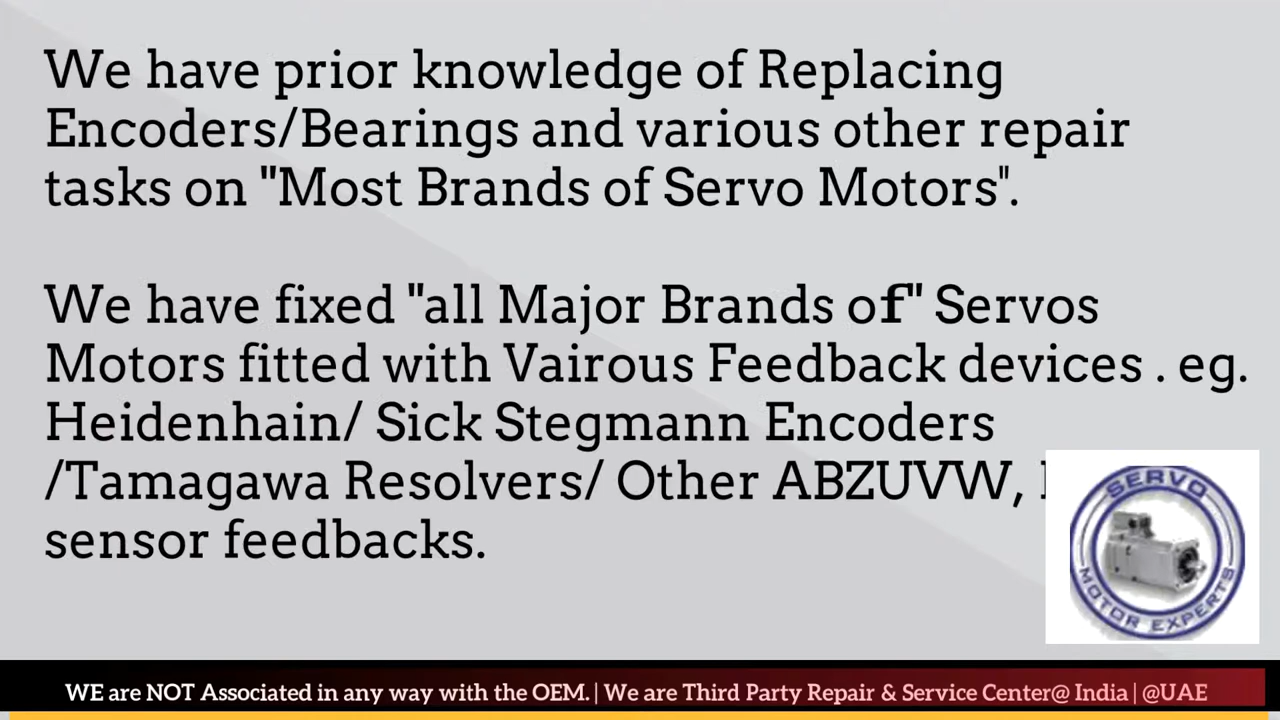 We have prior knowledge of Replacing
Encoders/Bearings and various other repair
tasks on "Most Brands of Servo Motors".
We have fixed "all Major Brands of" Servos
Motors fitted with Vairous Feedback devices . eg.
Heidenhain/ Sick Stegmann Encoders
/Tamagawa Resolvers/ Other ABZUVW,
sensor feedbacks.
SERVO
MOTOR EXPERTS
WE are NOT Associated in any way with the OEM. | We are Third Party Repair & Service Center@ India | @UAE